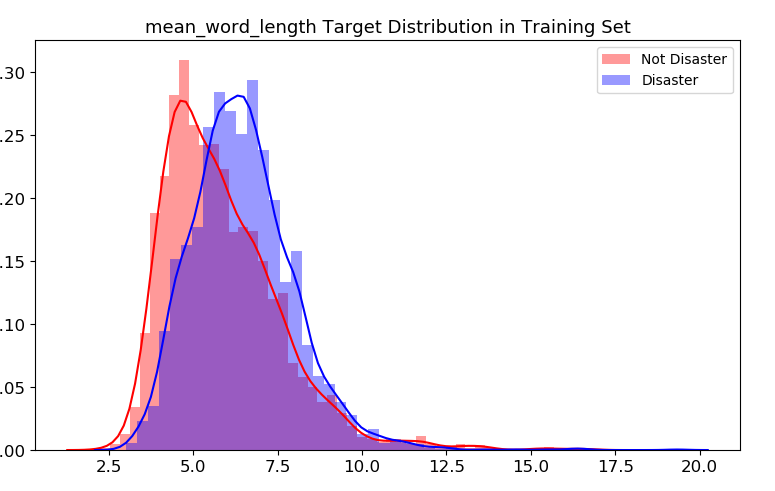 mean_word_length Target Distribution in Training Set
Not Disaster
Disaster
.30
.25
.20
.15
.10
.05
.00
2.5 5.0 7.5 10.0 12.5 15.0 17.5 20.0